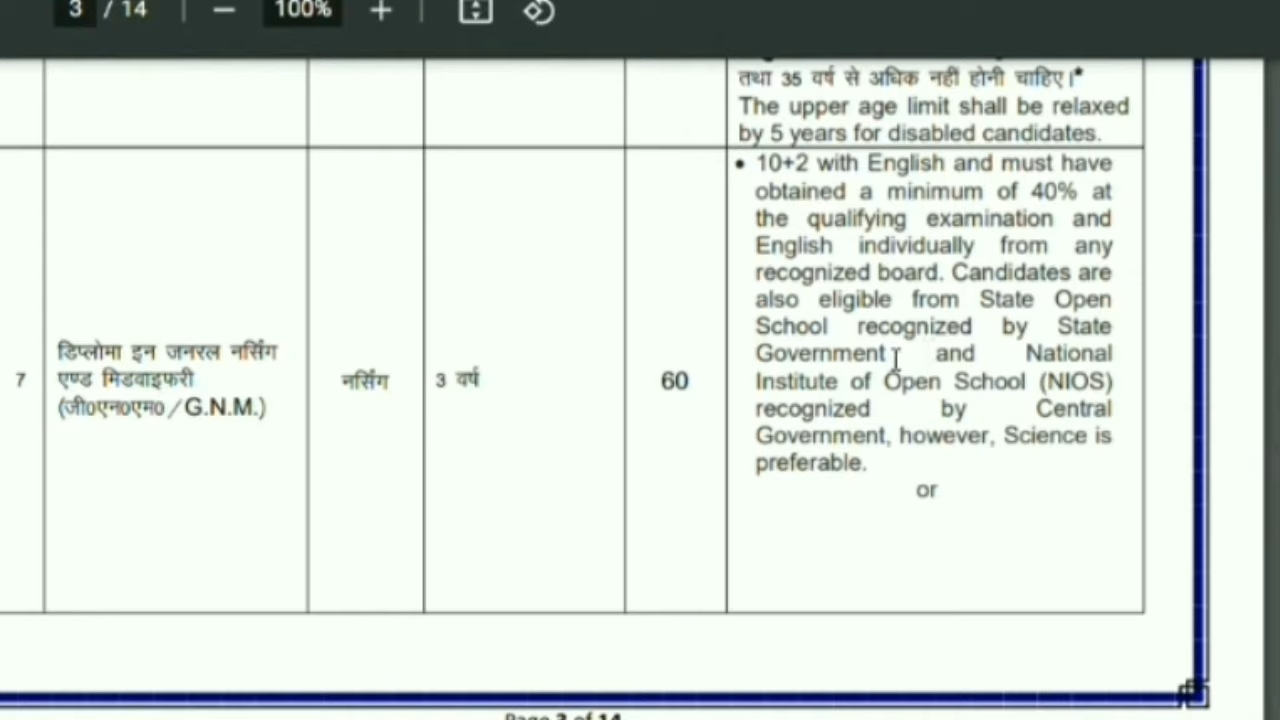 3 / 14 — 100% +
तथा 35 वर्ष से अधिक नहीं होनी चाहिए।*
The upper age limit shall be relaxed
by 5 years for disabled candidates.
7
डिप्लोमा इन जनरल नर्सिंग
एण्ड मिडवाइफरी
(जी0एन0एम0 / G.N.M.)
नर्सिंग
3 वर्ष
60
• 10+2 with English and must have
obtained a minimum of 40% at
the qualifying examination and
English individually from any
recognized board. Candidates are
also eligible from State Open
School recognized by State
Government and National
Institute of Open School (NIOS)
recognized by Central
Government, however, Science is
preferable.
or
Page 3 of 14